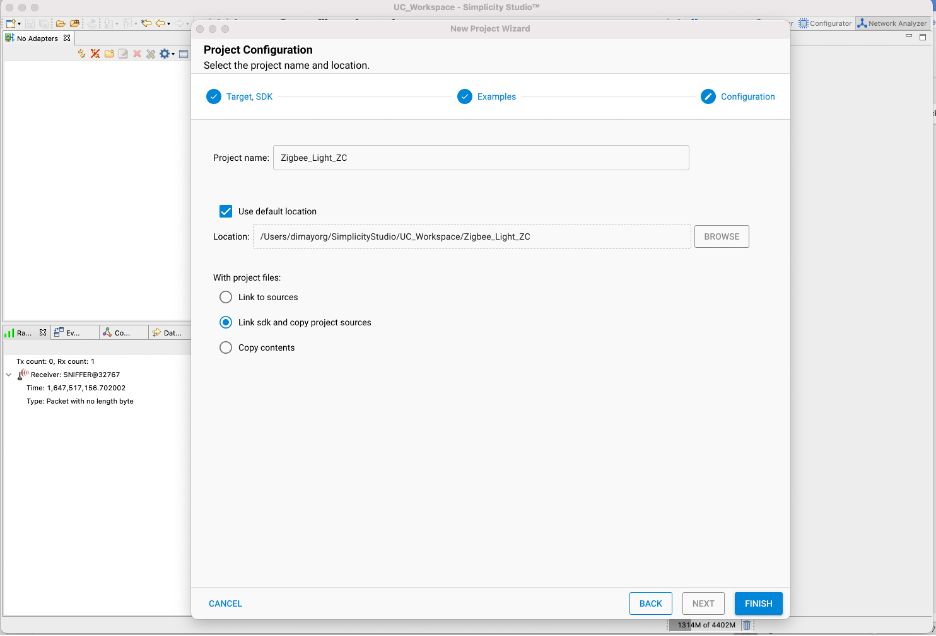 UC_Workspace - Simplicity Studio™
Configurator
Network Analyzer
No Adapters
New Project Wizard
Project Configuration
Select the project name and location.
Target, SDK
Examples
Configuration
Project name:
Zigbee_Light_ZC
Use default location
Location:
/Users/dimayorg/SimplicityStudio/UC_Workspace/Zigbee_Light_ZC
BROWSE
With project files:
Link to sources
Link sdk and copy project sources
Copy contents
Ra...
Ev...
Co...
Dat...
Tx count: 0, Rx count: 1
Receiver: SNIFFER@32767
Time: 1,647,517,156.702002
Type: Packet with no length byte
CANCEL
BACK
NEXT
FINISH
1314M of 4402M